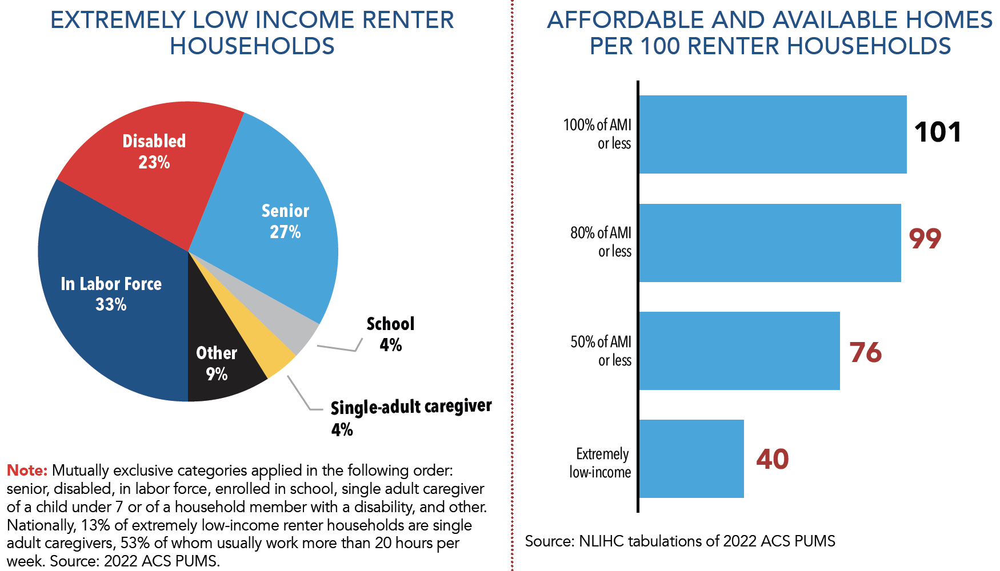 EXTREMELY LOW INCOME RENTER
HOUSEHOLDS
Disabled
23%
Senior
27%
In Labor Force
33%
School
4%
Other
9%
Single-adult caregiver
4%
Note: Mutually exclusive categories applied in the following order:
senior, disabled, in labor force, enrolled in school, single adult caregiver
of a child under 7 or of a household member with a disability, and other.
Nationally, 13% of extremely low-income renter households are single
adult caregivers, 53% of whom usually work more than 20 hours per
week. Source: 2022 ACS PUMS.
AFFORDABLE AND AVAILABLE HOMES
PER 100 RENTER HOUSEHOLDS
100% of AMI
or less
101
80% of AMI
or less
99
50% of AMI
or less
76
Extremely
low-income
40
Source: NLIHC tabulations of 2022 ACS PUMS